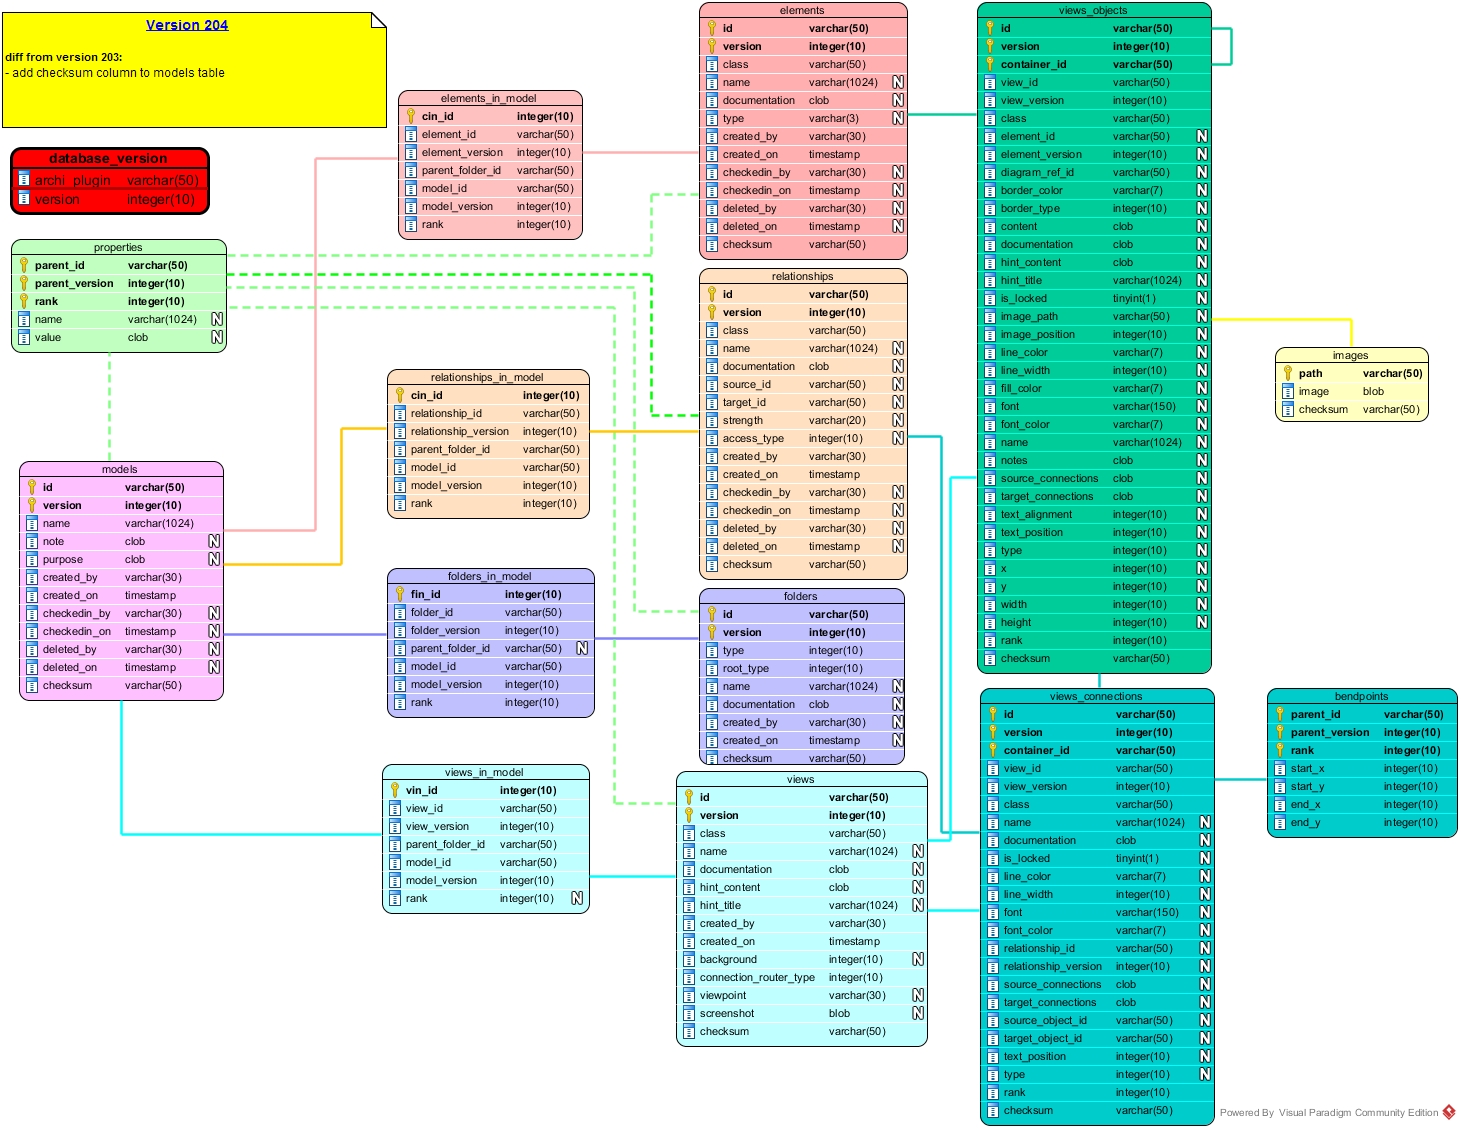 Version 204
diff from version 203:
- add checksum column to models table
database_version
archi_plugin varchar(50)
version integer(10)
properties
parent_id varchar(50)
parent_version integer(10)
rank integer(10)
name varchar(1024) N
value clob N
models
id varchar(50)
version integer(10)
name varchar(1024)
note clob N
purpose clob N
created_by varchar(30)
created_on timestamp
checkedin_by varchar(30) N
checkedin_on timestamp N
deleted_by varchar(30) N
deleted_on timestamp N
checksum varchar(50)
elements_in_model
cin_id integer(10)
element_id varchar(50)
element_version integer(10)
parent_folder_id varchar(50)
model_id varchar(50)
model_version integer(10)
rank integer(10)
relationships_in_model
cin_id integer(10)
relationship_id varchar(50)
relationship_version integer(10)
parent_folder_id varchar(50)
model_id varchar(50)
model_version integer(10)
rank integer(10)
folders_in_model
fin_id integer(10)
folder_id varchar(50)
folder_version integer(10)
parent_folder_id varchar(50) N
model_id varchar(50)
model_version integer(10)
rank integer(10)
views_in_model
vin_id integer(10)
view_id varchar(50)
view_version integer(10)
parent_folder_id varchar(50)
model_id varchar(50)
model_version integer(10)
rank integer(10) N
elements
id varchar(50)
version integer(10)
class varchar(50)
name varchar(1024) N
documentation clob N
type varchar(3) N
created_by varchar(30)
created_on timestamp
checkedin_by varchar(30) N
checkedin_on timestamp N
deleted_by varchar(30) N
deleted_on timestamp N
checksum varchar(50)
relationships
id varchar(50)
version integer(10)
class varchar(50)
name varchar(1024) N
documentation clob N
source_id varchar(50) N
target_id varchar(50) N
strength varchar(20) N
access_type integer(10) N
created_by varchar(30)
created_on timestamp
checkedin_by varchar(30) N
checkedin_on timestamp N
deleted_by varchar(30) N
deleted_on timestamp N
checksum varchar(50)
folders
id varchar(50)
version integer(10)
type integer(10)
root_type integer(10)
name varchar(1024) N
documentation clob N
created_by varchar(30) N
created_on timestamp N
checksum varchar(50)
views
id varchar(50)
version integer(10)
class varchar(50)
name varchar(1024) N
documentation clob N
hint_content clob N
hint_title varchar(1024) N
created_by varchar(30)
created_on timestamp
background integer(10) N
connection_router_type integer(10)
viewpoint varchar(30) N
screenshot blob N
checksum varchar(50)
views_objects
id varchar(50)
version integer(10)
container_id varchar(50)
view_id varchar(50)
view_version integer(10)
class varchar(50)
element_id varchar(50) N
element_version integer(10) N
diagram_ref_id varchar(50) N
border_color varchar(7) N
border_type integer(10) N
content clob N
documentation clob N
hint_content clob N
hint_title varchar(1024) N
is_locked tinyint(1) N
image_path varchar(50) N
image_position integer(10) N
line_color varchar(7) N
line_width integer(10) N
fill_color varchar(7) N
font varchar(150) N
font_color varchar(7) N
name varchar(1024) N
notes clob N
source_connections clob N
target_connections clob N
text_alignment integer(10) N
text_position integer(10) N
type integer(10) N
x integer(10) N
y integer(10) N
width integer(10) N
height integer(10) N
rank integer(10)
checksum varchar(50)
views_connections
id varchar(50)
version integer(10)
container_id varchar(50)
view_id varchar(50)
view_version integer(10)
class varchar(50)
name varchar(1024) N
documentation clob N
is_locked tinyint(1) N
line_color varchar(7) N
line_width integer(10) N
font varchar(150) N
font_color varchar(7) N
relationship_id varchar(50) N
relationship_version integer(10) N
source_connections clob N
target_connections clob N
source_object_id varchar(50) N
target_object_id varchar(50) N
text_position integer(10) N
type integer(10) N
rank integer(10)
checksum varchar(50)
images
path varchar(50)
image blob
checksum varchar(50)
bendpoints
parent_id varchar(50)
parent_version integer(10)
rank integer(10)
start_x integer(10)
start_y integer(10)
end_x integer(10)
end_y integer(10)
Powered By Visual Paradigm Community Edition